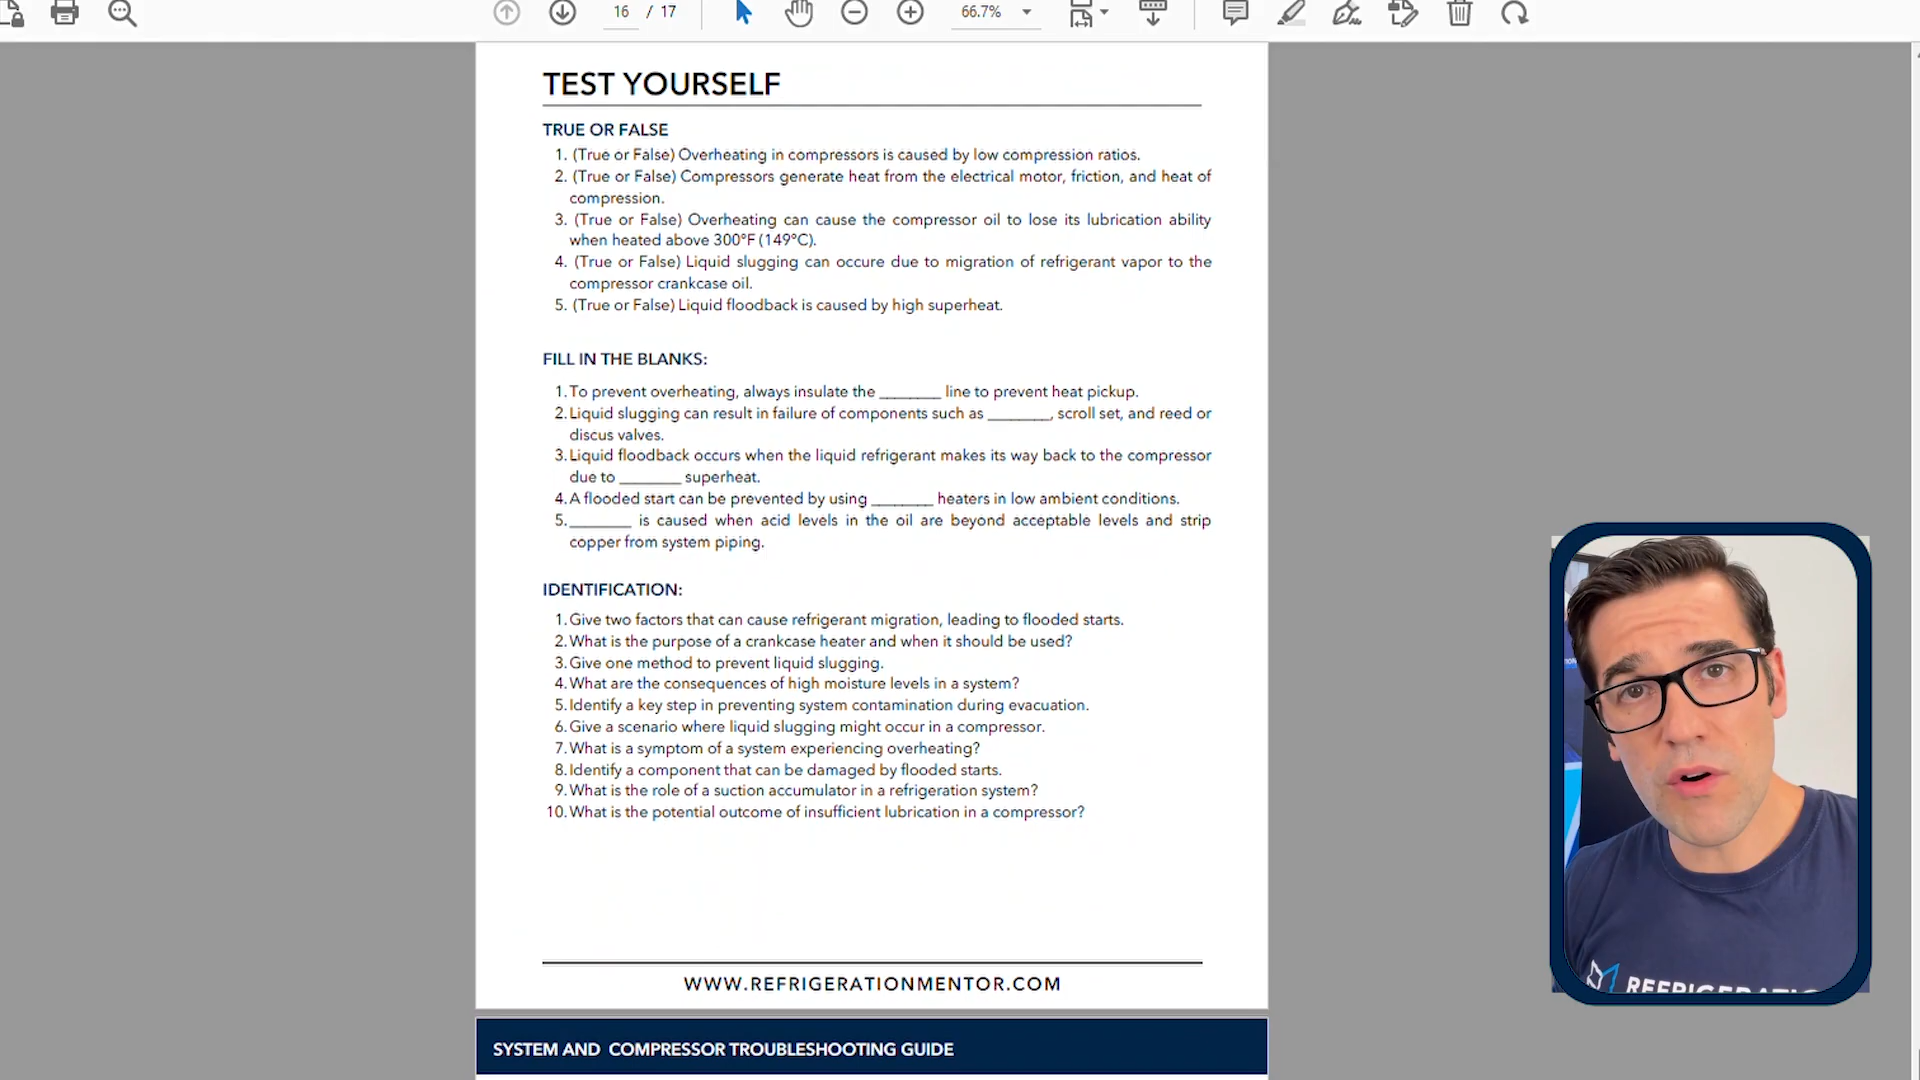 16 / 17
66.7%
TEST YOURSELF
TRUE OR FALSE
1. (True or False) Overheating in compressors is caused by low compression ratios.
2. (True or False) Compressors generate heat from the electrical motor, friction, and heat of
compression.
3. (True or False) Overheating can cause the compressor oil to lose its lubrication ability
when heated above 300°F (149°C).
4. (True or False) Liquid slugging can occure due to migration of refrigerant vapor to the
compressor crankcase oil.
5. (True or False) Liquid floodback is caused by high superheat.
FILL IN THE BLANKS:
1. To prevent overheating, always insulate the ________ line to prevent heat pickup.
2. Liquid slugging can result in failure of components such as ________, scroll set, and reed or
discus valves.
3. Liquid floodback occurs when the liquid refrigerant makes its way back to the compressor
due to ________ superheat.
4. A flooded start can be prevented by using ________ heaters in low ambient conditions.
5. ________ is caused when acid levels in the oil are beyond acceptable levels and strip
copper from system piping.
IDENTIFICATION:
1. Give two factors that can cause refrigerant migration, leading to flooded starts.
2. What is the purpose of a crankcase heater and when it should be used?
3. Give one method to prevent liquid slugging.
4. What are the consequences of high moisture levels in a system?
5. Identify a key step in preventing system contamination during evacuation.
6. Give a scenario where liquid slugging might occur in a compressor.
7. What is a symptom of a system experiencing overheating?
8. Identify a component that can be damaged by flooded starts.
9. What is the role of a suction accumulator in a refrigeration system?
10. What is the potential outcome of insufficient lubrication in a compressor?
WWW.REFRIGERATIONMENTOR.COM
SYSTEM AND COMPRESSOR TROUBLESHOOTING GUIDE